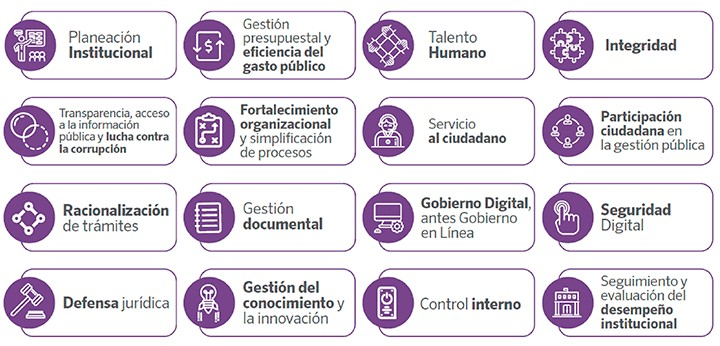 Planeación
Institucional
Gestión
presupuestal y
eficiencia del
gasto público
Talento
Humano
Integridad
Transparencia, acceso
a la información
pública y lucha contra
la corrupción
Fortalecimiento
organizacional
y simplificación
de procesos
Servicio
al ciudadano
Participación
ciudadana en
la gestión pública
Racionalización
de trámites
Gestión
documental
Gobierno Digital,
antes Gobierno
en Línea
Seguridad
Digital
Defensa jurídica
Gestión del
conocimiento y
la innovación
Control interno
Seguimiento y
evaluación del
desempeño
institucional